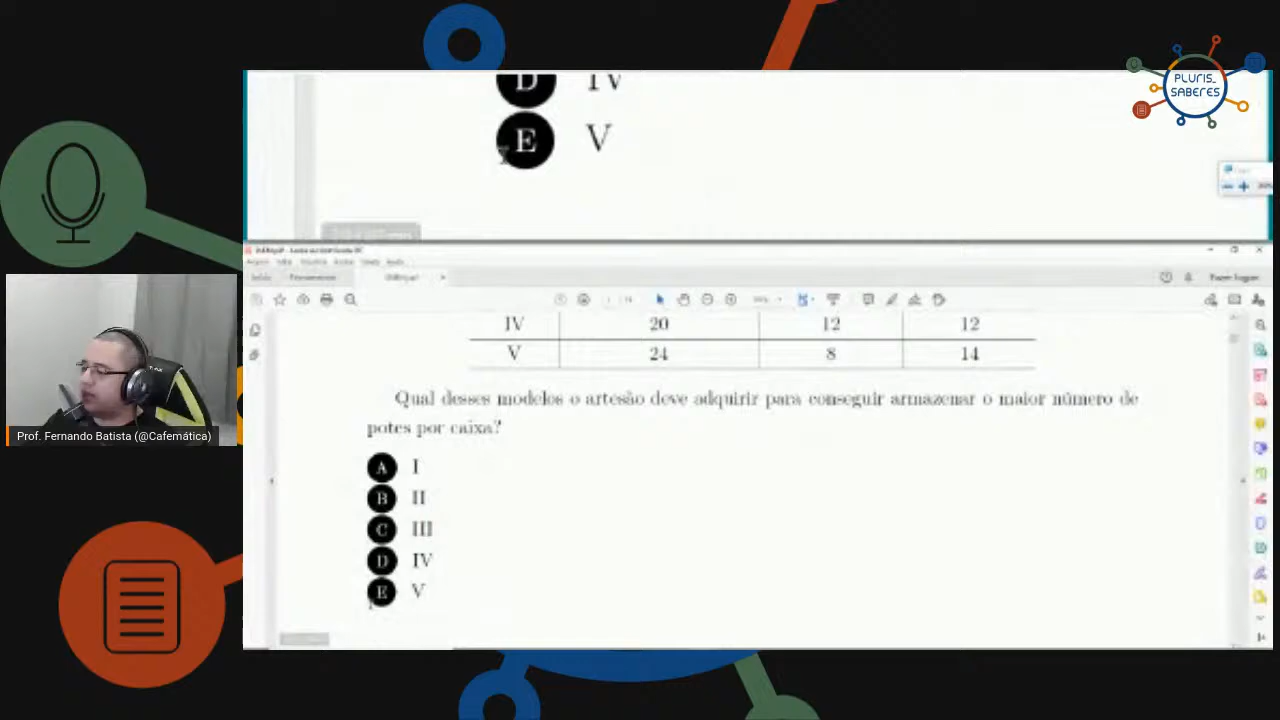 PLURIS_
SABERES
D IV
E V
IV 20 12 12
V 24 8 14
Qual desses modelos o artesão deve adquirir para conseguir armazenar o maior número de
potes por caixa?
A I
B II
C III
D IV
E V
Prof. Fernando Batista (@Cafemática)